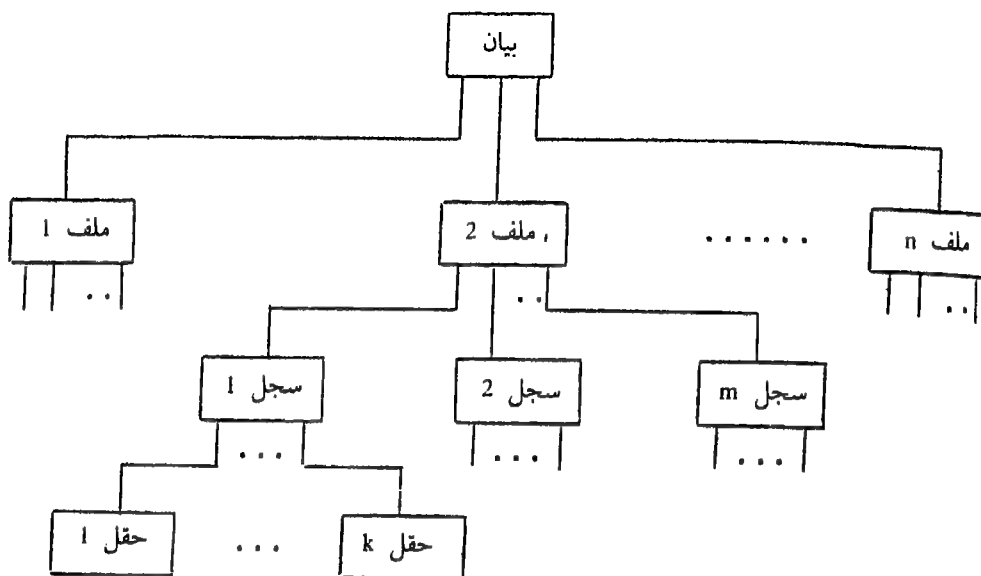 بيان
ملف 1 ملف 2 ...... ملف n
سجل 1 سجل 2 سجل m
حقل 1 ... حقل k